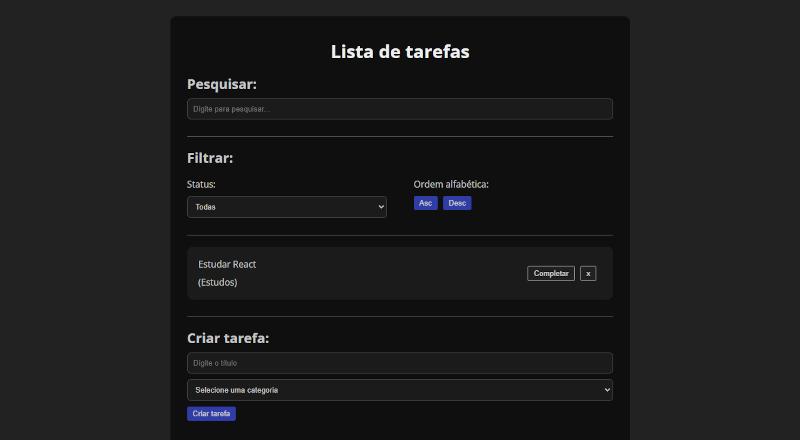 Lista de tarefas
Pesquisar:
Digite para pesquisar...
Filtrar:
Status:
Ordem alfabética:
Todas
Asc
Desc
Estudar React
(Estudos)
Completar
x
Criar tarefa:
Digite o título
Selecione uma categoria
Criar tarefa